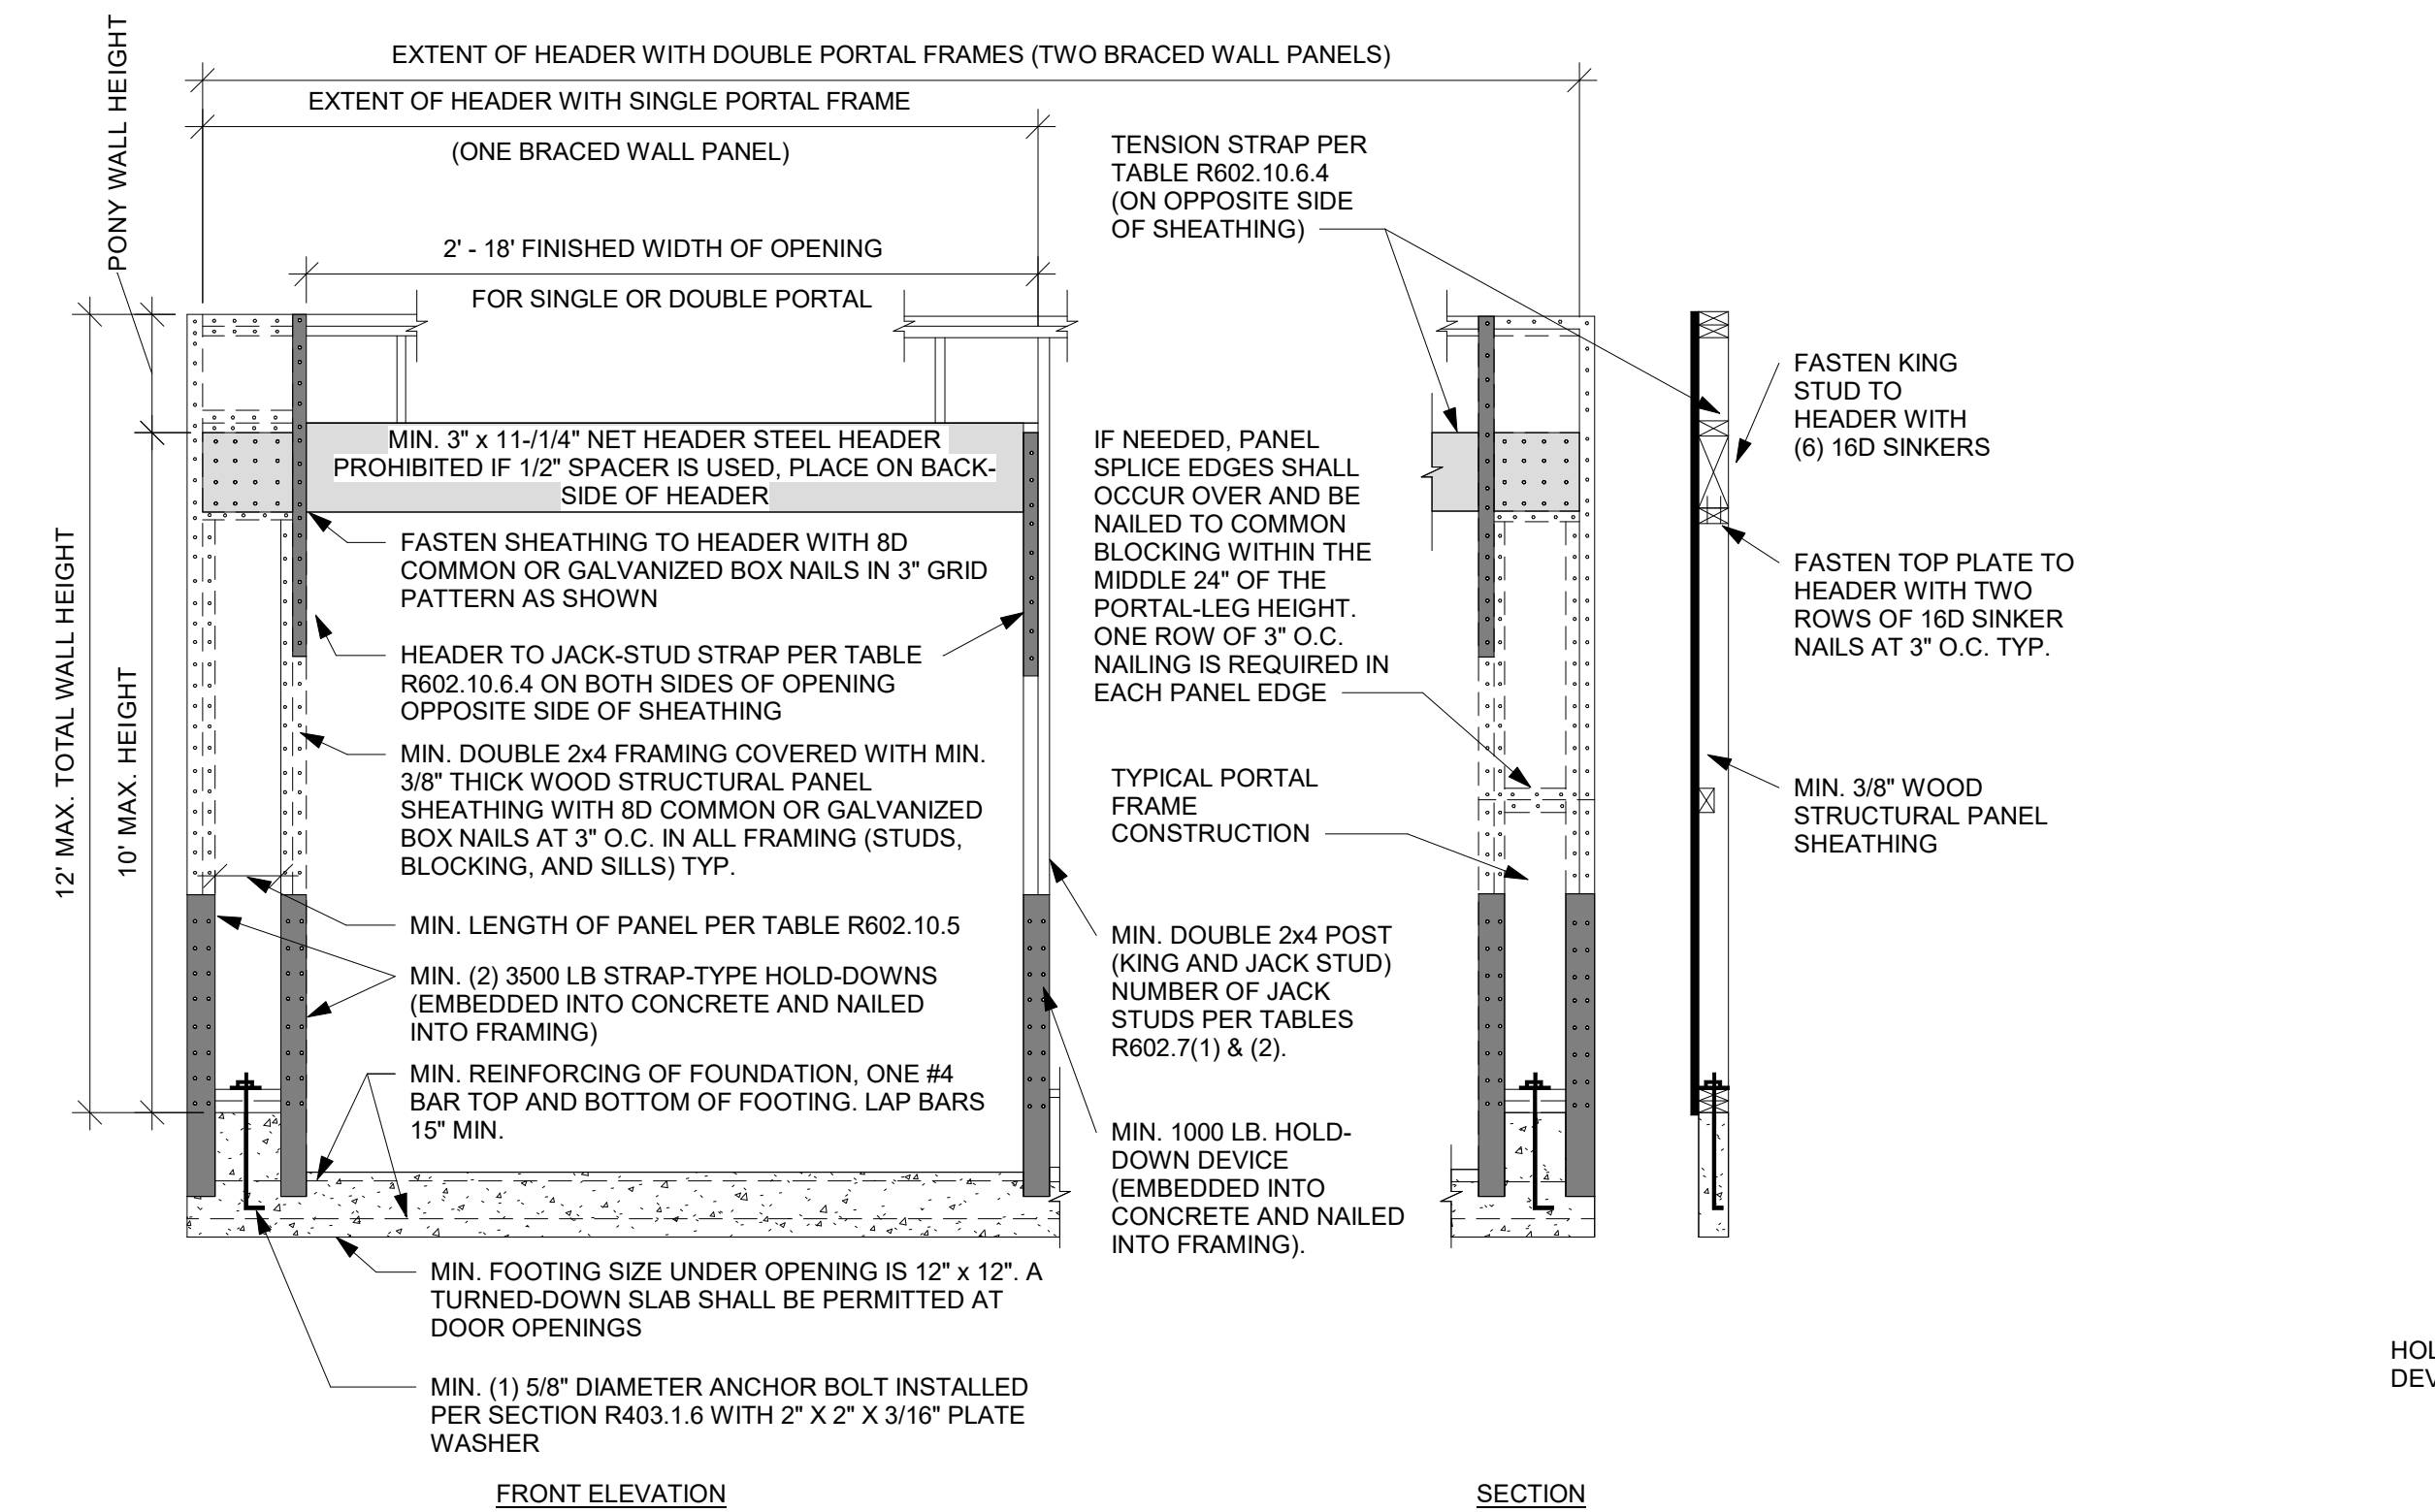 EXTENT OF HEADER WITH DOUBLE PORTAL FRAMES (TWO BRACED WALL PANELS)
EXTENT OF HEADER WITH SINGLE PORTAL FRAME
(ONE BRACED WALL PANEL)
2' - 18' FINISHED WIDTH OF OPENING
FOR SINGLE OR DOUBLE PORTAL
PONY WALL HEIGHT
12' MAX. TOTAL WALL HEIGHT
10' MAX. HEIGHT
MIN. 3" x 11-/1/4" NET HEADER STEEL HEADER
PROHIBITED IF 1/2" SPACER IS USED, PLACE ON BACK-
SIDE OF HEADER
FASTEN SHEATHING TO HEADER WITH 8D
COMMON OR GALVANIZED BOX NAILS IN 3" GRID
PATTERN AS SHOWN
HEADER TO JACK-STUD STRAP PER TABLE
R602.10.6.4 ON BOTH SIDES OF OPENING
OPPOSITE SIDE OF SHEATHING
MIN. DOUBLE 2x4 FRAMING COVERED WITH MIN.
3/8" THICK WOOD STRUCTURAL PANEL
SHEATHING WITH 8D COMMON OR GALVANIZED
BOX NAILS AT 3" O.C. IN ALL FRAMING (STUDS,
BLOCKING, AND SILLS) TYP.
MIN. LENGTH OF PANEL PER TABLE R602.10.5
MIN. (2) 3500 LB STRAP-TYPE HOLD-DOWNS
(EMBEDDED INTO CONCRETE AND NAILED
INTO FRAMING)
MIN. REINFORCING OF FOUNDATION, ONE #4
BAR TOP AND BOTTOM OF FOOTING. LAP BARS
15" MIN.
MIN. FOOTING SIZE UNDER OPENING IS 12" x 12". A
TURNED-DOWN SLAB SHALL BE PERMITTED AT
DOOR OPENINGS
MIN. (1) 5/8" DIAMETER ANCHOR BOLT INSTALLED
PER SECTION R403.1.6 WITH 2" X 2" X 3/16" PLATE
WASHER
FRONT ELEVATION
TENSION STRAP PER
TABLE R602.10.6.4
(ON OPPOSITE SIDE
OF SHEATHING)
IF NEEDED, PANEL
SPLICE EDGES SHALL
OCCUR OVER AND BE
NAILED TO COMMON
BLOCKING WITHIN THE
MIDDLE 24" OF THE
PORTAL-LEG HEIGHT.
ONE ROW OF 3" O.C.
NAILING IS REQUIRED IN
EACH PANEL EDGE
TYPICAL PORTAL
FRAME
CONSTRUCTION
MIN. DOUBLE 2x4 POST
(KING AND JACK STUD)
NUMBER OF JACK
STUDS PER TABLES
R602.7(1) & (2).
MIN. 1000 LB. HOLD-
DOWN DEVICE
(EMBEDDED INTO
CONCRETE AND NAILED
INTO FRAMING).
FASTEN KING
STUD TO
HEADER WITH
(6) 16D SINKERS
FASTEN TOP PLATE TO
HEADER WITH TWO
ROWS OF 16D SINKER
NAILS AT 3" O.C. TYP.
MIN. 3/8" WOOD
STRUCTURAL PANEL
SHEATHING
SECTION